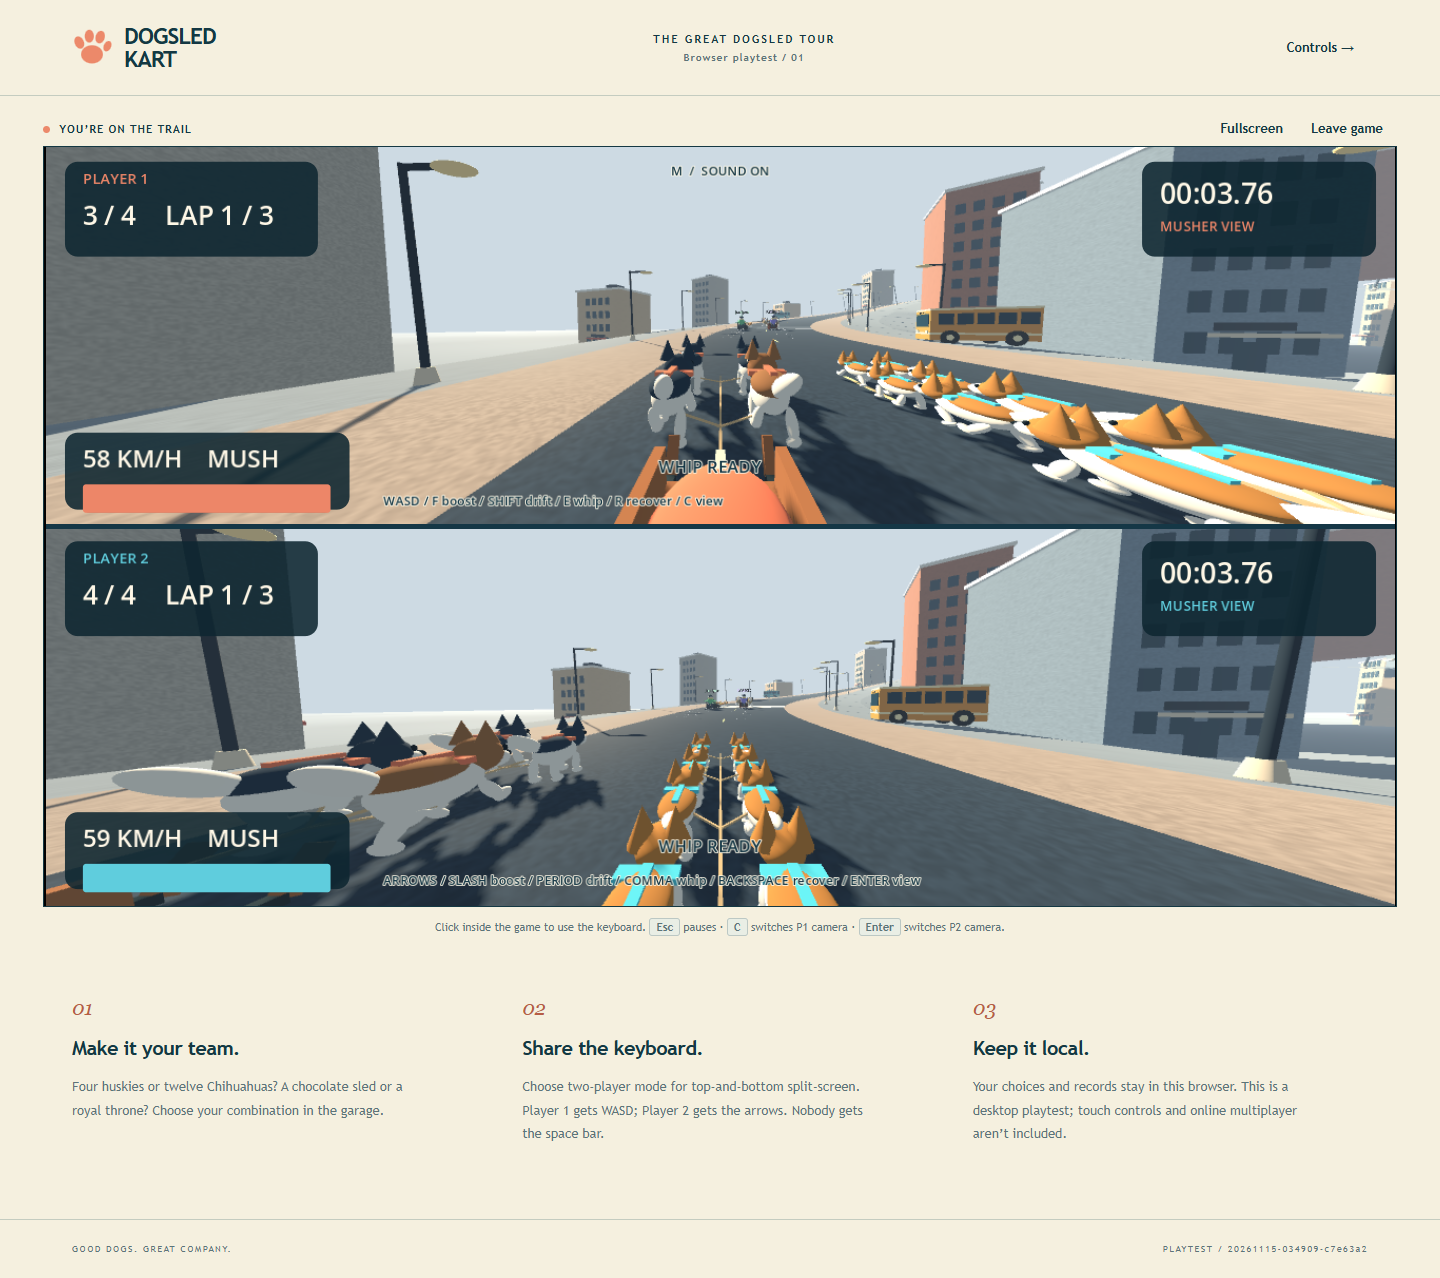 DOGSLED
KART
THE GREAT DOGSLED TOUR
Browser playtest / 01
Controls →
YOU'RE ON THE TRAIL
Fullscreen
Leave game
PLAYER 1
3 / 4 LAP 1 / 3
M / SOUND ON
00:03.76
MUSHER VIEW
58 KM/H MUSH
WHIP READY
WASD / F boost / SHIFT drift / E whip / R recover / C view
PLAYER 2
4 / 4 LAP 1 / 3
00:03.76
MUSHER VIEW
59 KM/H MUSH
WHIP READY
ARROWS / SLASH boost / PERIOD drift / COMMA whip / BACKSPACE recover / ENTER view
Click inside the game to use the keyboard. Esc pauses · C switches P1 camera · Enter switches P2 camera.
01
Make it your team.
Four huskies or twelve Chihuahuas? A chocolate sled or a
royal throne? Choose your combination in the garage.
02
Share the keyboard.
Choose two-player mode for top-and-bottom split-screen.
Player 1 gets WASD; Player 2 gets the arrows. Nobody gets
the space bar.
03
Keep it local.
Your choices and records stay in this browser. This is a
desktop playtest; touch controls and online multiplayer
aren't included.
GOOD DOGS. GREAT COMPANY.
PLAYTEST / 20261115-034909-c7e63a2